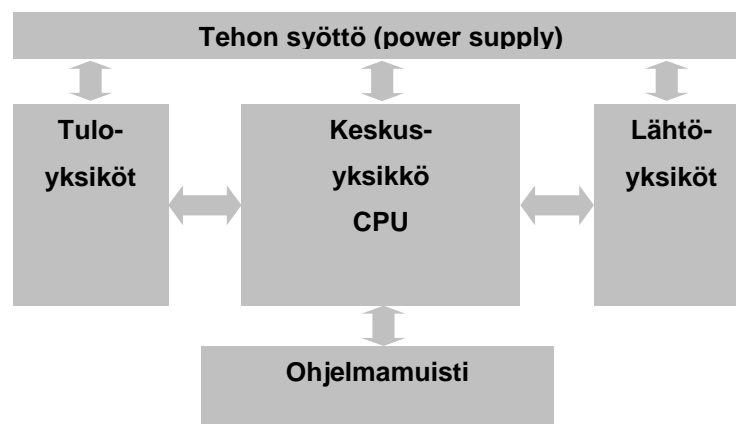 Tehon syöttö (power supply)
Tulo-
yksiköt
Keskus-
yksikkö
CPU
Lähtö-
yksiköt
Ohjelmamuisti